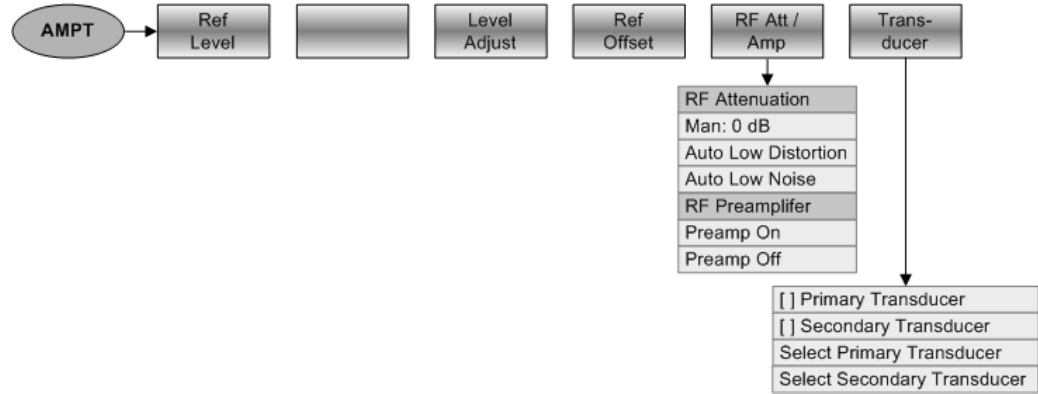 AMPT
Ref
Level
Level
Adjust
Ref
Offset
RF Att /
Amp
Trans-
ducer
RF Attenuation
Man: 0 dB
Auto Low Distortion
Auto Low Noise
RF Preamplifer
Preamp On
Preamp Off
[ ] Primary Transducer
[ ] Secondary Transducer
Select Primary Transducer
Select Secondary Transducer